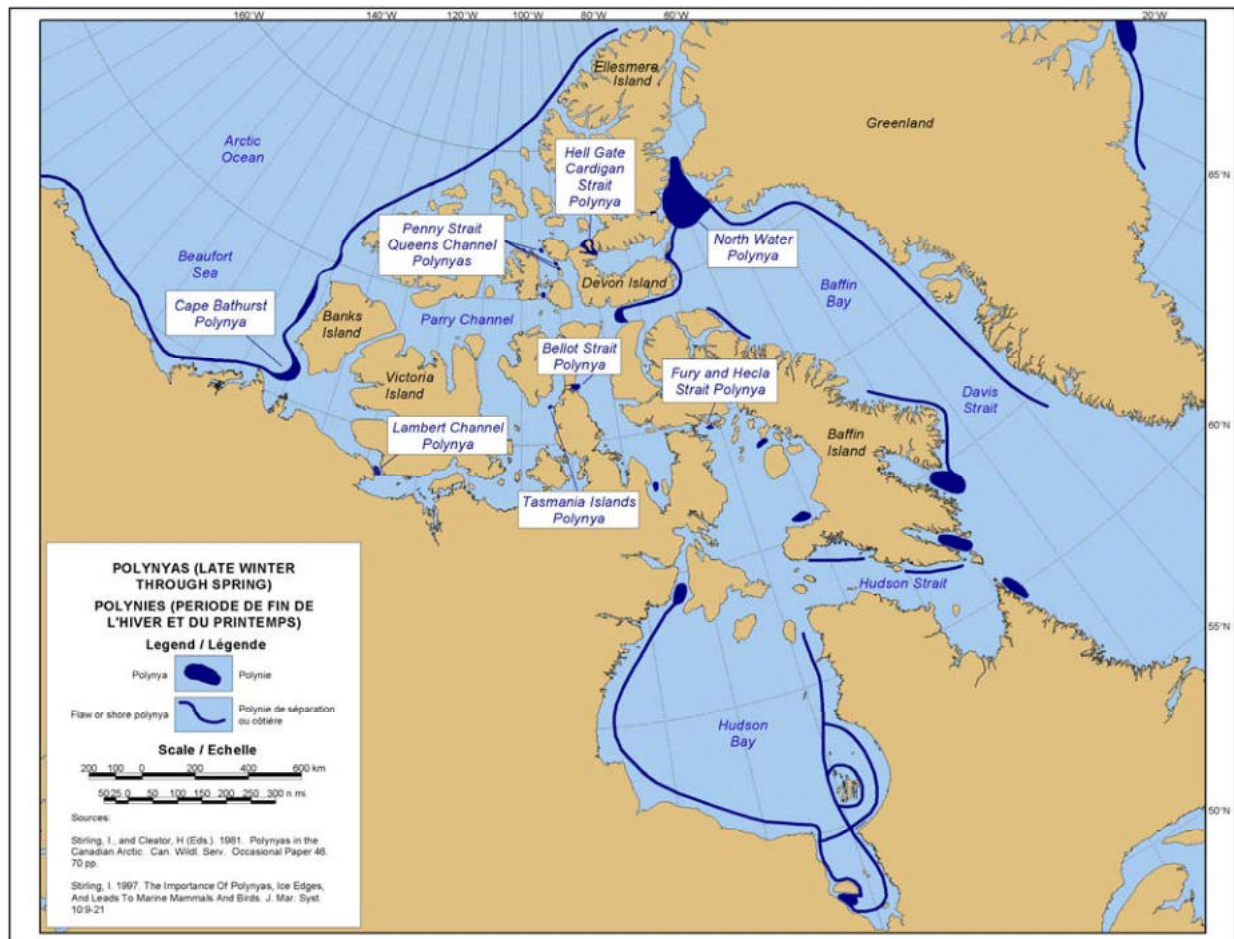 160°W
140°W
120°W
100°W
80°W
60°W
20°W
Ellesmere
Island
Greenland
Arctic
Ocean
Hell Gate
Cardigan
Strait
Polynya
65°N
Penny Strait
Queens Channel
Polynyas
North Water
Polynya
Beaufort
Sea
Devon Island
Baffin
Bay
Cape Bathurst
Polynya
Banks
Island
Parry Channel
Bellot Strait
Polynya
Fury and Hecla
Strait Polynya
Victoria
Island
Davis
Strait
Lambert Channel
Polynya
Baffin
Island
60°N
Tasmania Islands
Polynya
Hudson Strait
55°N
Hudson
Bay
50°N
POLYNYAS (LATE WINTER
THROUGH SPRING)
POLYNIES (PERIODE DE FIN DE
L'HIVER ET DU PRINTEMPS)
Legend / Légende
Polynya
Polynie
Flaw or shore polynya
Polynie de séparation
ou côtière
Scale / Echelle
200 100 0 200 400 600 km
50 25 0 50 100 150 200 250 300 n mi.
Sources:
Stirling, I., and Cleator, H (Eds.). 1981. Polynyas in the
Canadian Arctic. Can. Wildl. Serv. Occasional Paper 46.
70 pp.
Stirling, I. 1997. The Importance Of Polynyas, Ice Edges,
And Leads To Marine Mammals And Birds. J. Mar. Syst.
10:9-21